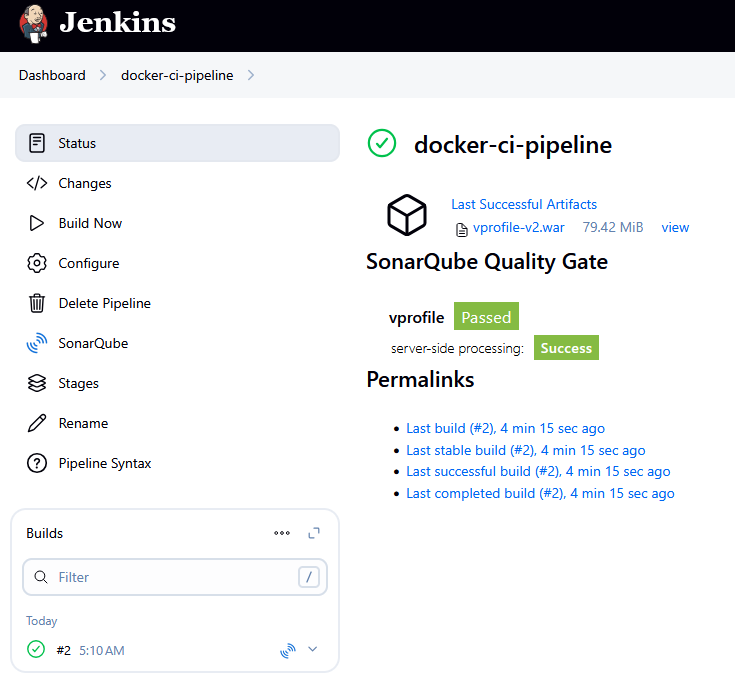 Jenkins
Dashboard
docker-ci-pipeline
Status
Changes
Build Now
Configure
Delete Pipeline
SonarQube
Stages
Rename
Pipeline Syntax
Builds
Filter /
Today
#2 5:10 AM
docker-ci-pipeline
Last Successful Artifacts
vprofile-v2.war 79.42 MiB view
SonarQube Quality Gate
vprofile Passed
server-side processing: Success
Permalinks
Last build (#2), 4 min 15 sec ago
Last stable build (#2), 4 min 15 sec ago
Last successful build (#2), 4 min 15 sec ago
Last completed build (#2), 4 min 15 sec ago